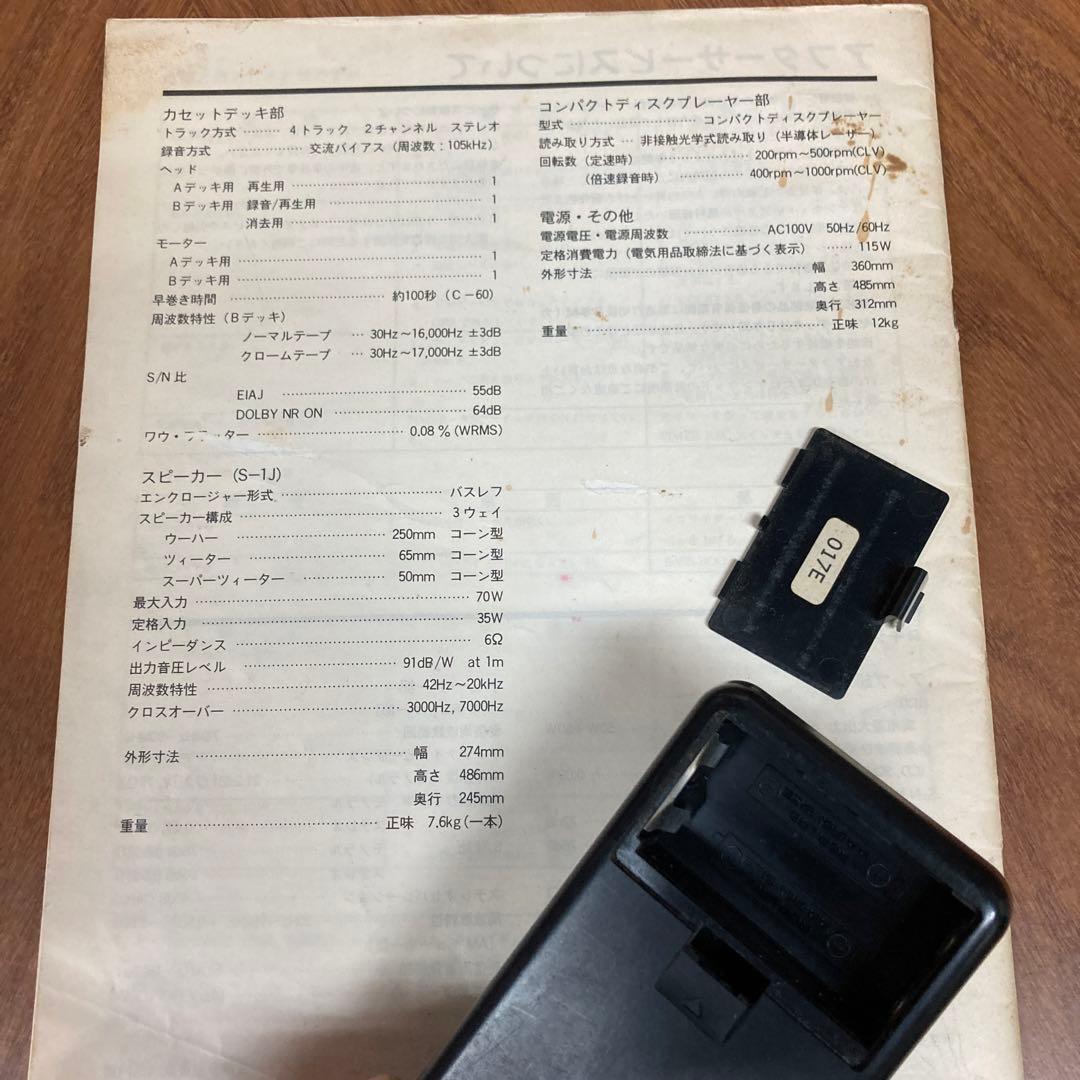 カセットデッキ部
トラック方式 ……… 4トラック 2チャンネル ステレオ
録音方式 ……………… 交流バイアス (周波数:105kHz)
ヘッド
Aデッキ用 再生用 ……………………………… 1
Bデッキ用 録音/再生用 ………………………… 1
消去用 ……………………………… 1
モーター
Aデッキ用 ……………………………………… 1
Bデッキ用 ……………………………………… 1
早巻き時間 ……………………… 約100秒 (C-60)
周波数特性 (Bデッキ)
ノーマルテープ … 30Hz~16,000Hz ±3dB
クロームテープ … 30Hz~17,000Hz ±3dB
S/N 比
EIAJ ……………………………… 55dB
DOLBY NR ON …………………… 64dB
ワウ・フラッター ……………………… 0.08%(WRMS)
スピーカー (S-1J)
エンクロージャー形式 ………………………… バスレフ
スピーカー構成 ………………………………… 3ウェイ
ウーハー ……………………… 250mm コーン型
ツィーター ……………………… 65mm コーン型
スーパーツィーター …………… 50mm コーン型
最大入力 ………………………………………… 70W
定格入力 ………………………………………… 35W
インピーダンス ………………………………… 6Ω
出力音圧レベル ……………………… 91dB/W at 1m
周波数特性 ……………………………… 42Hz~20kHz
クロスオーバー ……………………… 3000Hz, 7000Hz
外形寸法 ……………………………… 幅 274mm
高さ 486mm
奥行 245mm
重量 ……………………………… 正味 7.6kg(一本)
コンパクトディスクプレーヤー部
型式 ………………… コンパクトディスクプレーヤー
読み取り方式 … 非接触光学式読み取り (半導体レーザー)
回転数 (定速時) …………… 200rpm~500rpm(CLV)
(倍速録音時) ………… 400rpm~1000rpm(CLV)
電源・その他
電源電圧・電源周波数 …………… AC100V 50Hz/60Hz
定格消費電力 (電気用品取締法に基づく表示) …… 115W
外形寸法 ……………………………… 幅 360mm
高さ 485mm
奥行 312mm
重量 ………………………………… 正味 12kg
017E